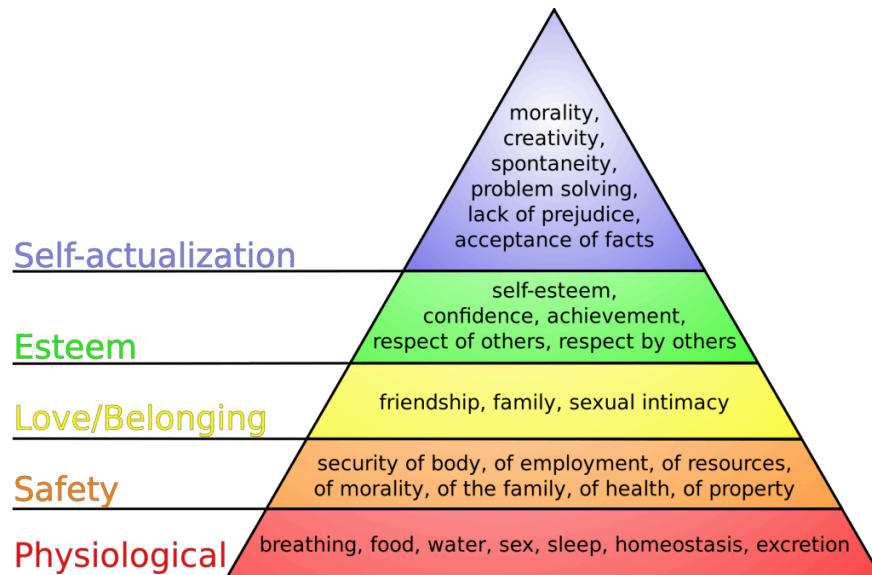 morality,
creativity,
spontaneity,
problem solving,
lack of prejudice,
acceptance of facts
Self-actualization
self-esteem,
confidence, achievement,
respect of others, respect by others
Esteem
friendship, family, sexual intimacy
Love/Belonging
security of body, of employment, of resources,
of morality, of the family, of health, of property
Safety
breathing, food, water, sex, sleep, homeostasis, excretion
Physiological